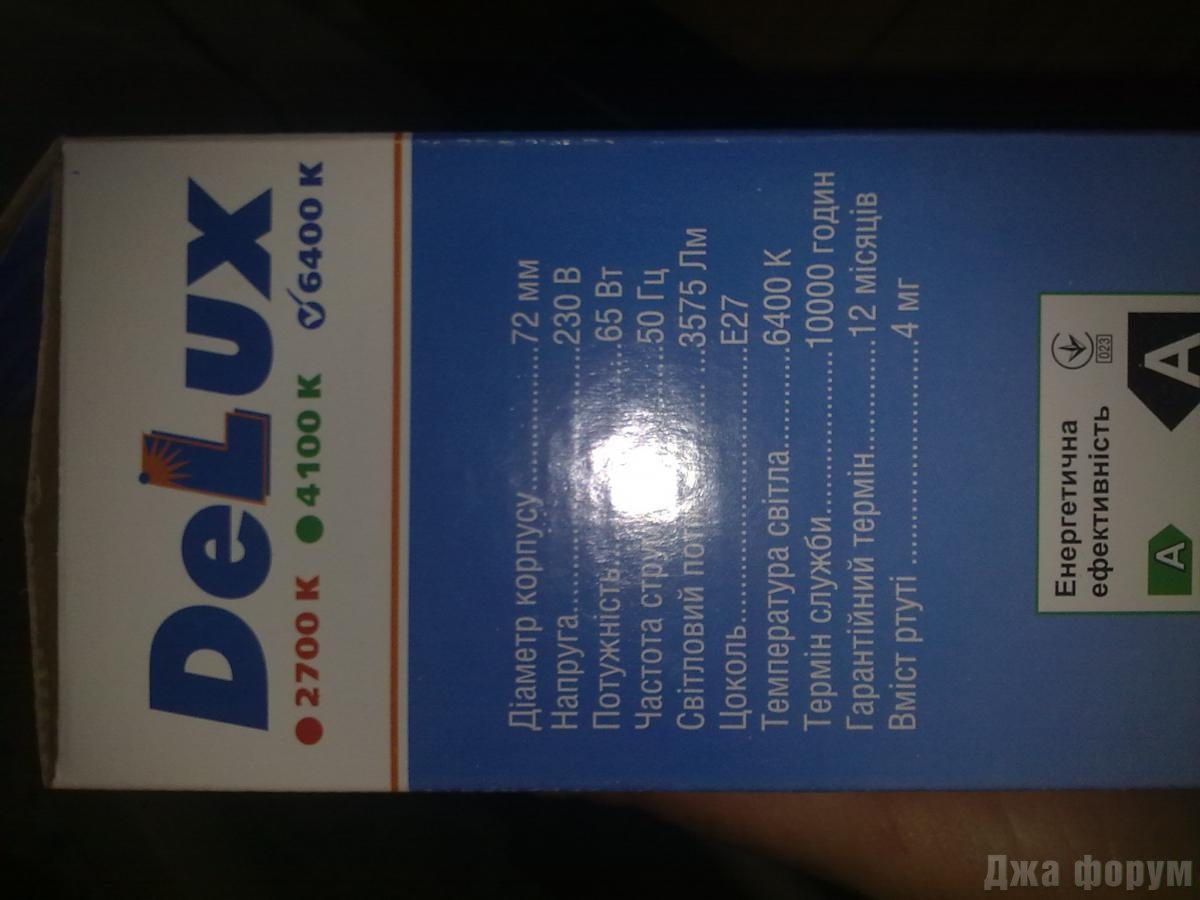 DeLux
2700 K 4100 K 6400 K
Діаметр корпусу..........72 мм
Напруга..........................230 В
Потужність 65 Вт
Частота 50 Гц
Світловий ...3575 Лм
Цоколь............................E27
Температура світла..........6400 К
Термін служби.................10000 годин
Гарантійний термін...........12 місяців
Вміст ртуті ........................4 мг
Енергетична
ефективність
023
A
A
Джа форум